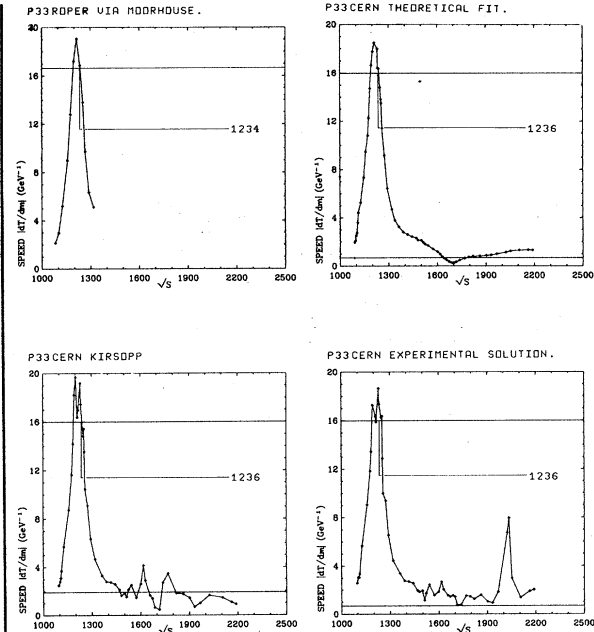 P33ROPER VIA MOORHOUSE.
20
16
12
8
4
0
1234
SPEED |dT/dm| (GeV⁻¹)
1000 1300 1600 1900 2200 2500
√S
P33CERN THEORETICAL FIT.
20
16
12
8
4
0
1236
SPEED |dT/dm| (GeV⁻¹)
1000 1300 1600 1900 2200 2500
√S
P33CERN KIRSOPP
20
16
12
8
4
0
1236
SPEED |dT/dm| (GeV⁻¹)
1000 1300 1600 1900 2200 2500
√S
P33CERN EXPERIMENTAL SOLUTION.
20
16
12
8
4
0
1236
SPEED |dT/dm| (GeV⁻¹)
1000 1300 1600 1900 2200 2500
√S